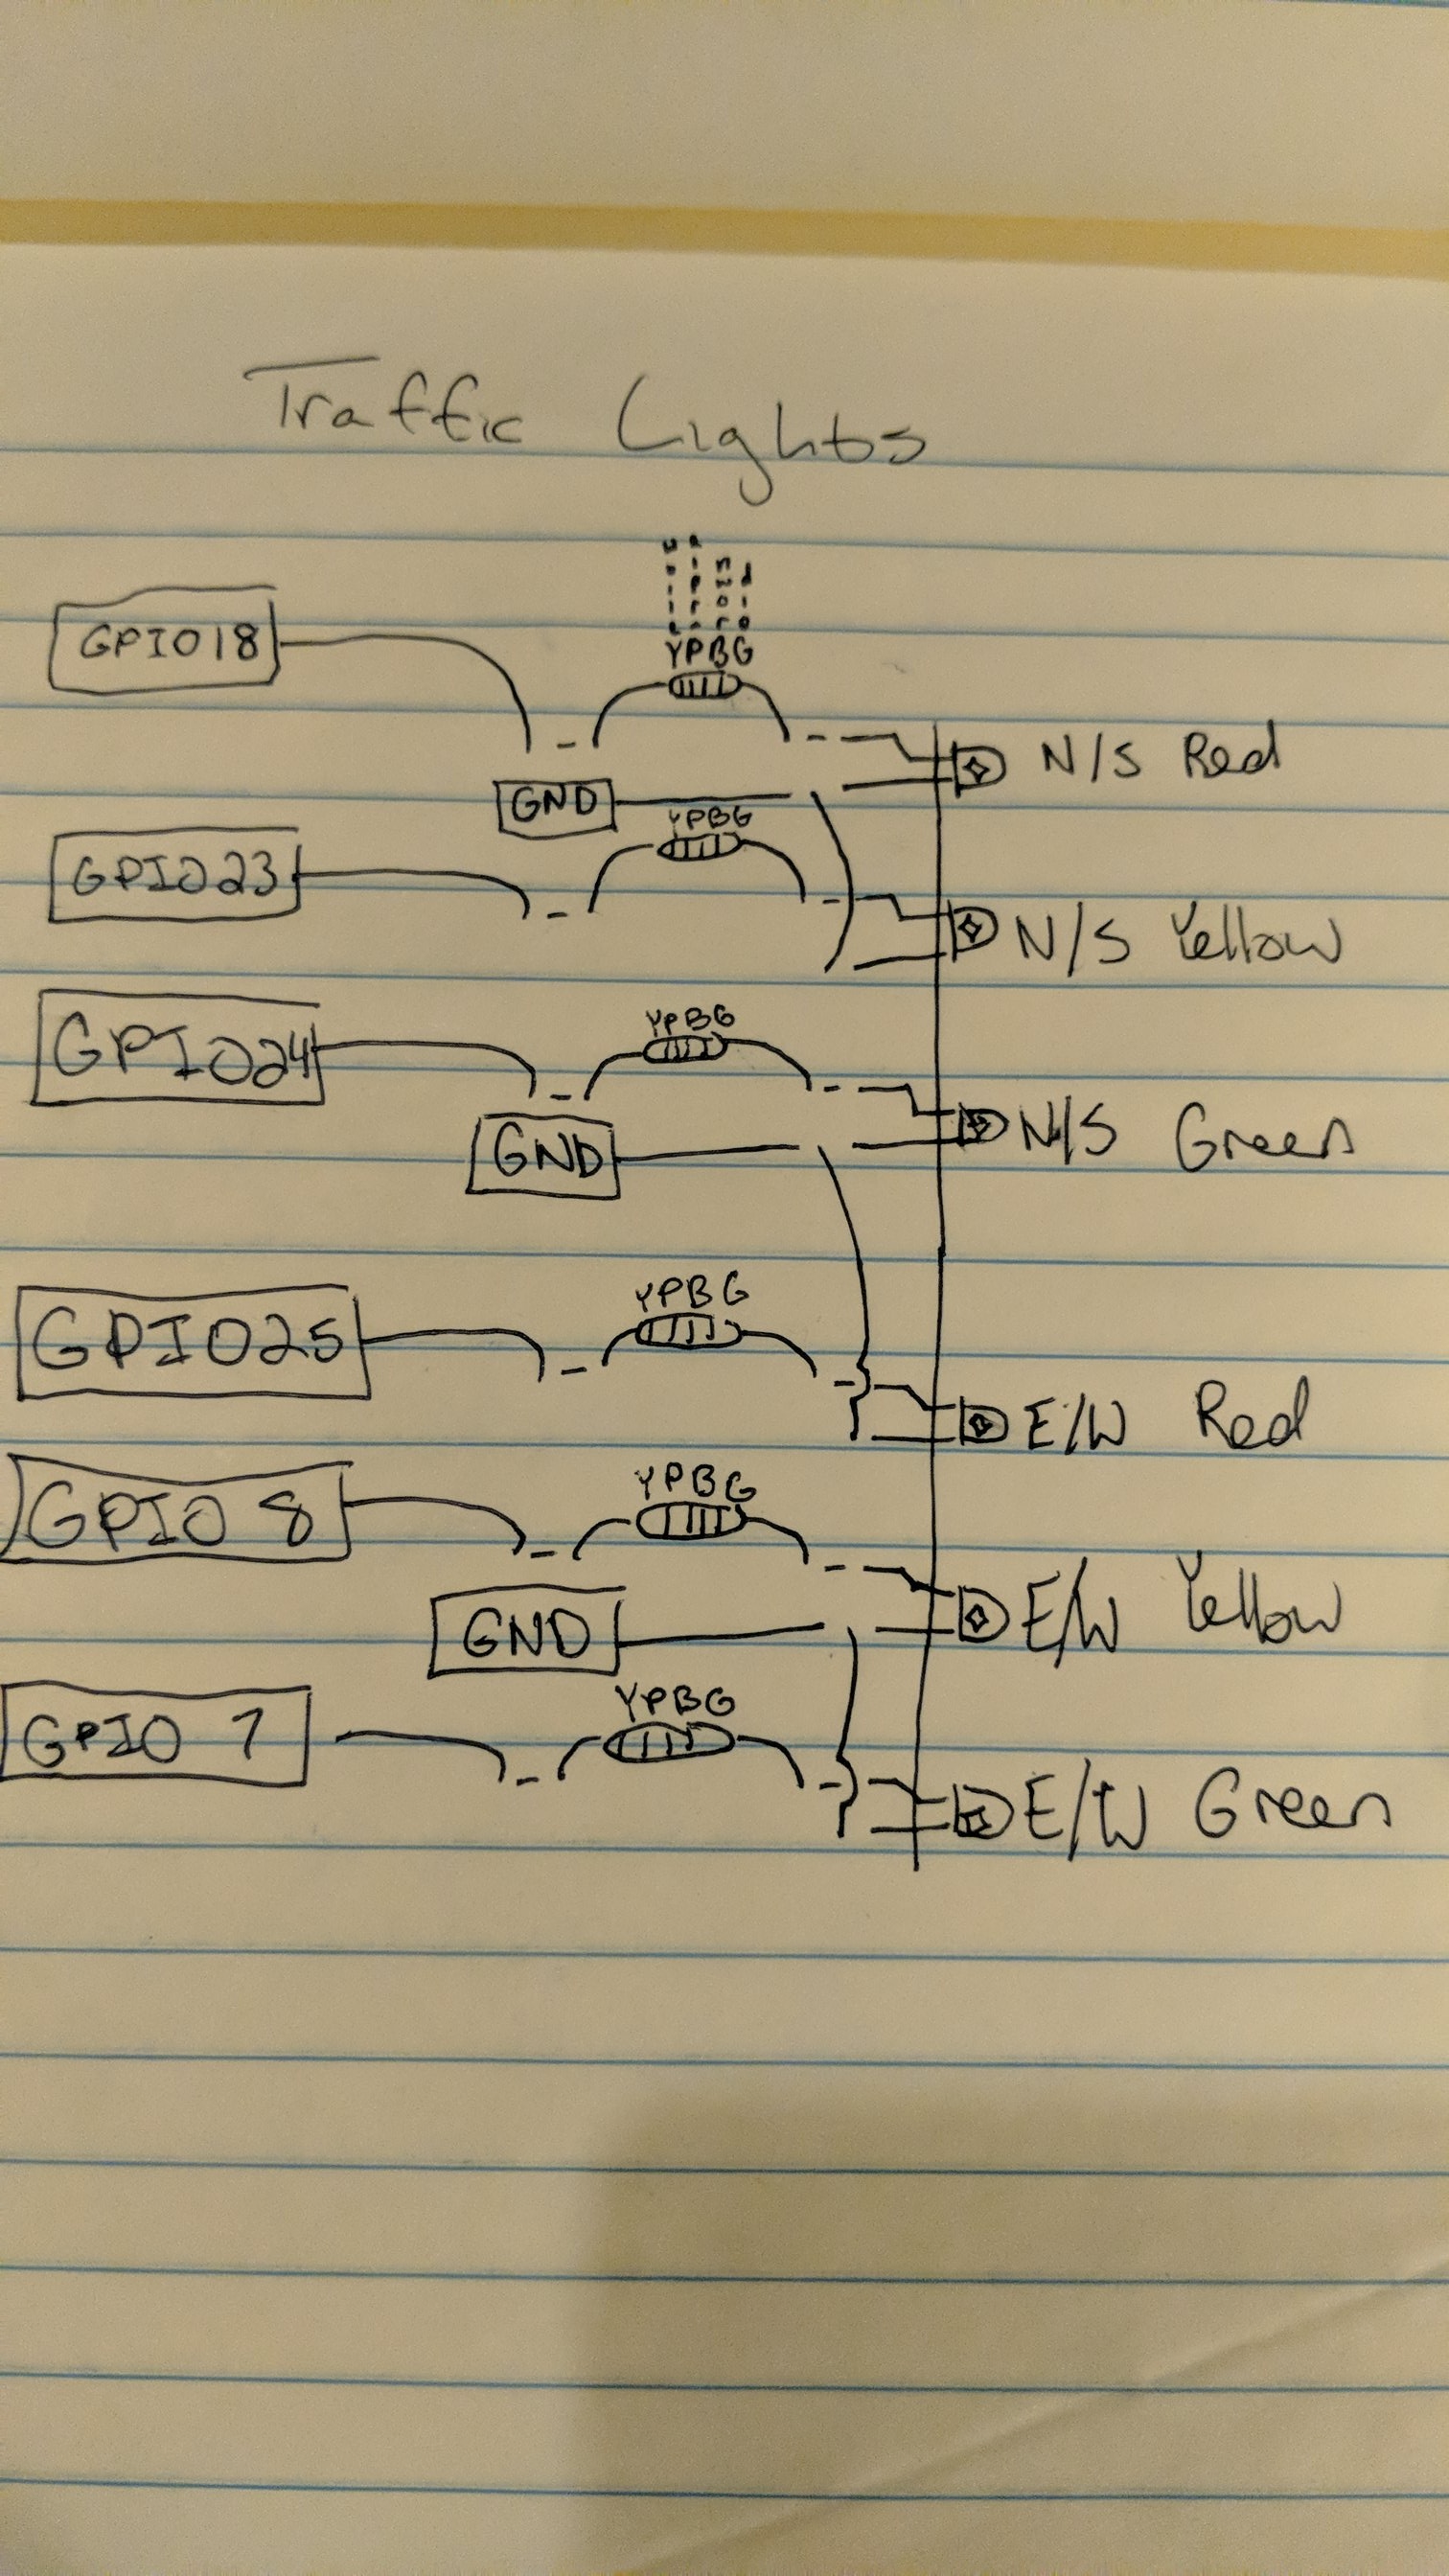 Traffic Lights
GPIO18
YPBG
N/S Red
GND
YPBG
GPIO23
N/S Yellow
YPBG
GPIO24
N/S Green
GND
YPBG
GPIO25
E/W Red
YPBG
GPIO 8
E/W Yellow
GND
YPBG
GPIO 7
E/W Green